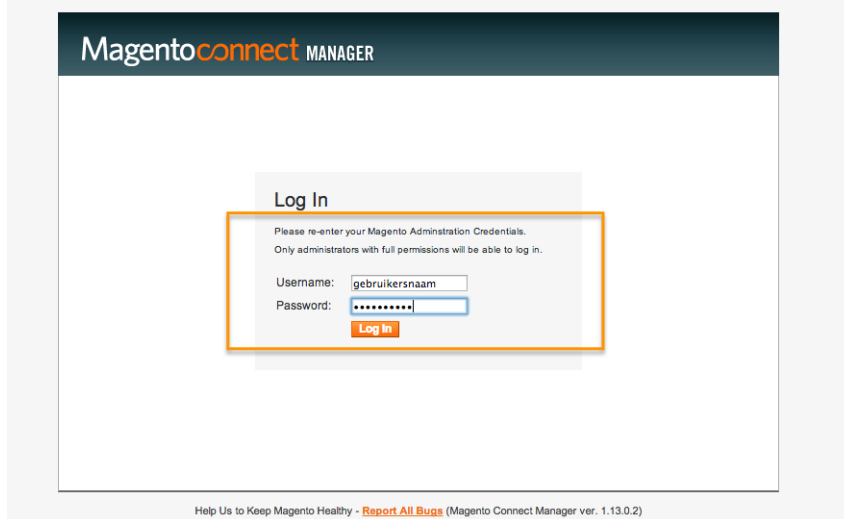 Magentoconnect MANAGER
Log In
Please re-enter your Magento Adminstration Credentials.
Only administrators with full permissions will be able to log in.
Username: gebruikersnaam
Password: ••••••••••
Log In
Help Us to Keep Magento Healthy - Report All Bugs (Magento Connect Manager ver. 1.13.0.2)